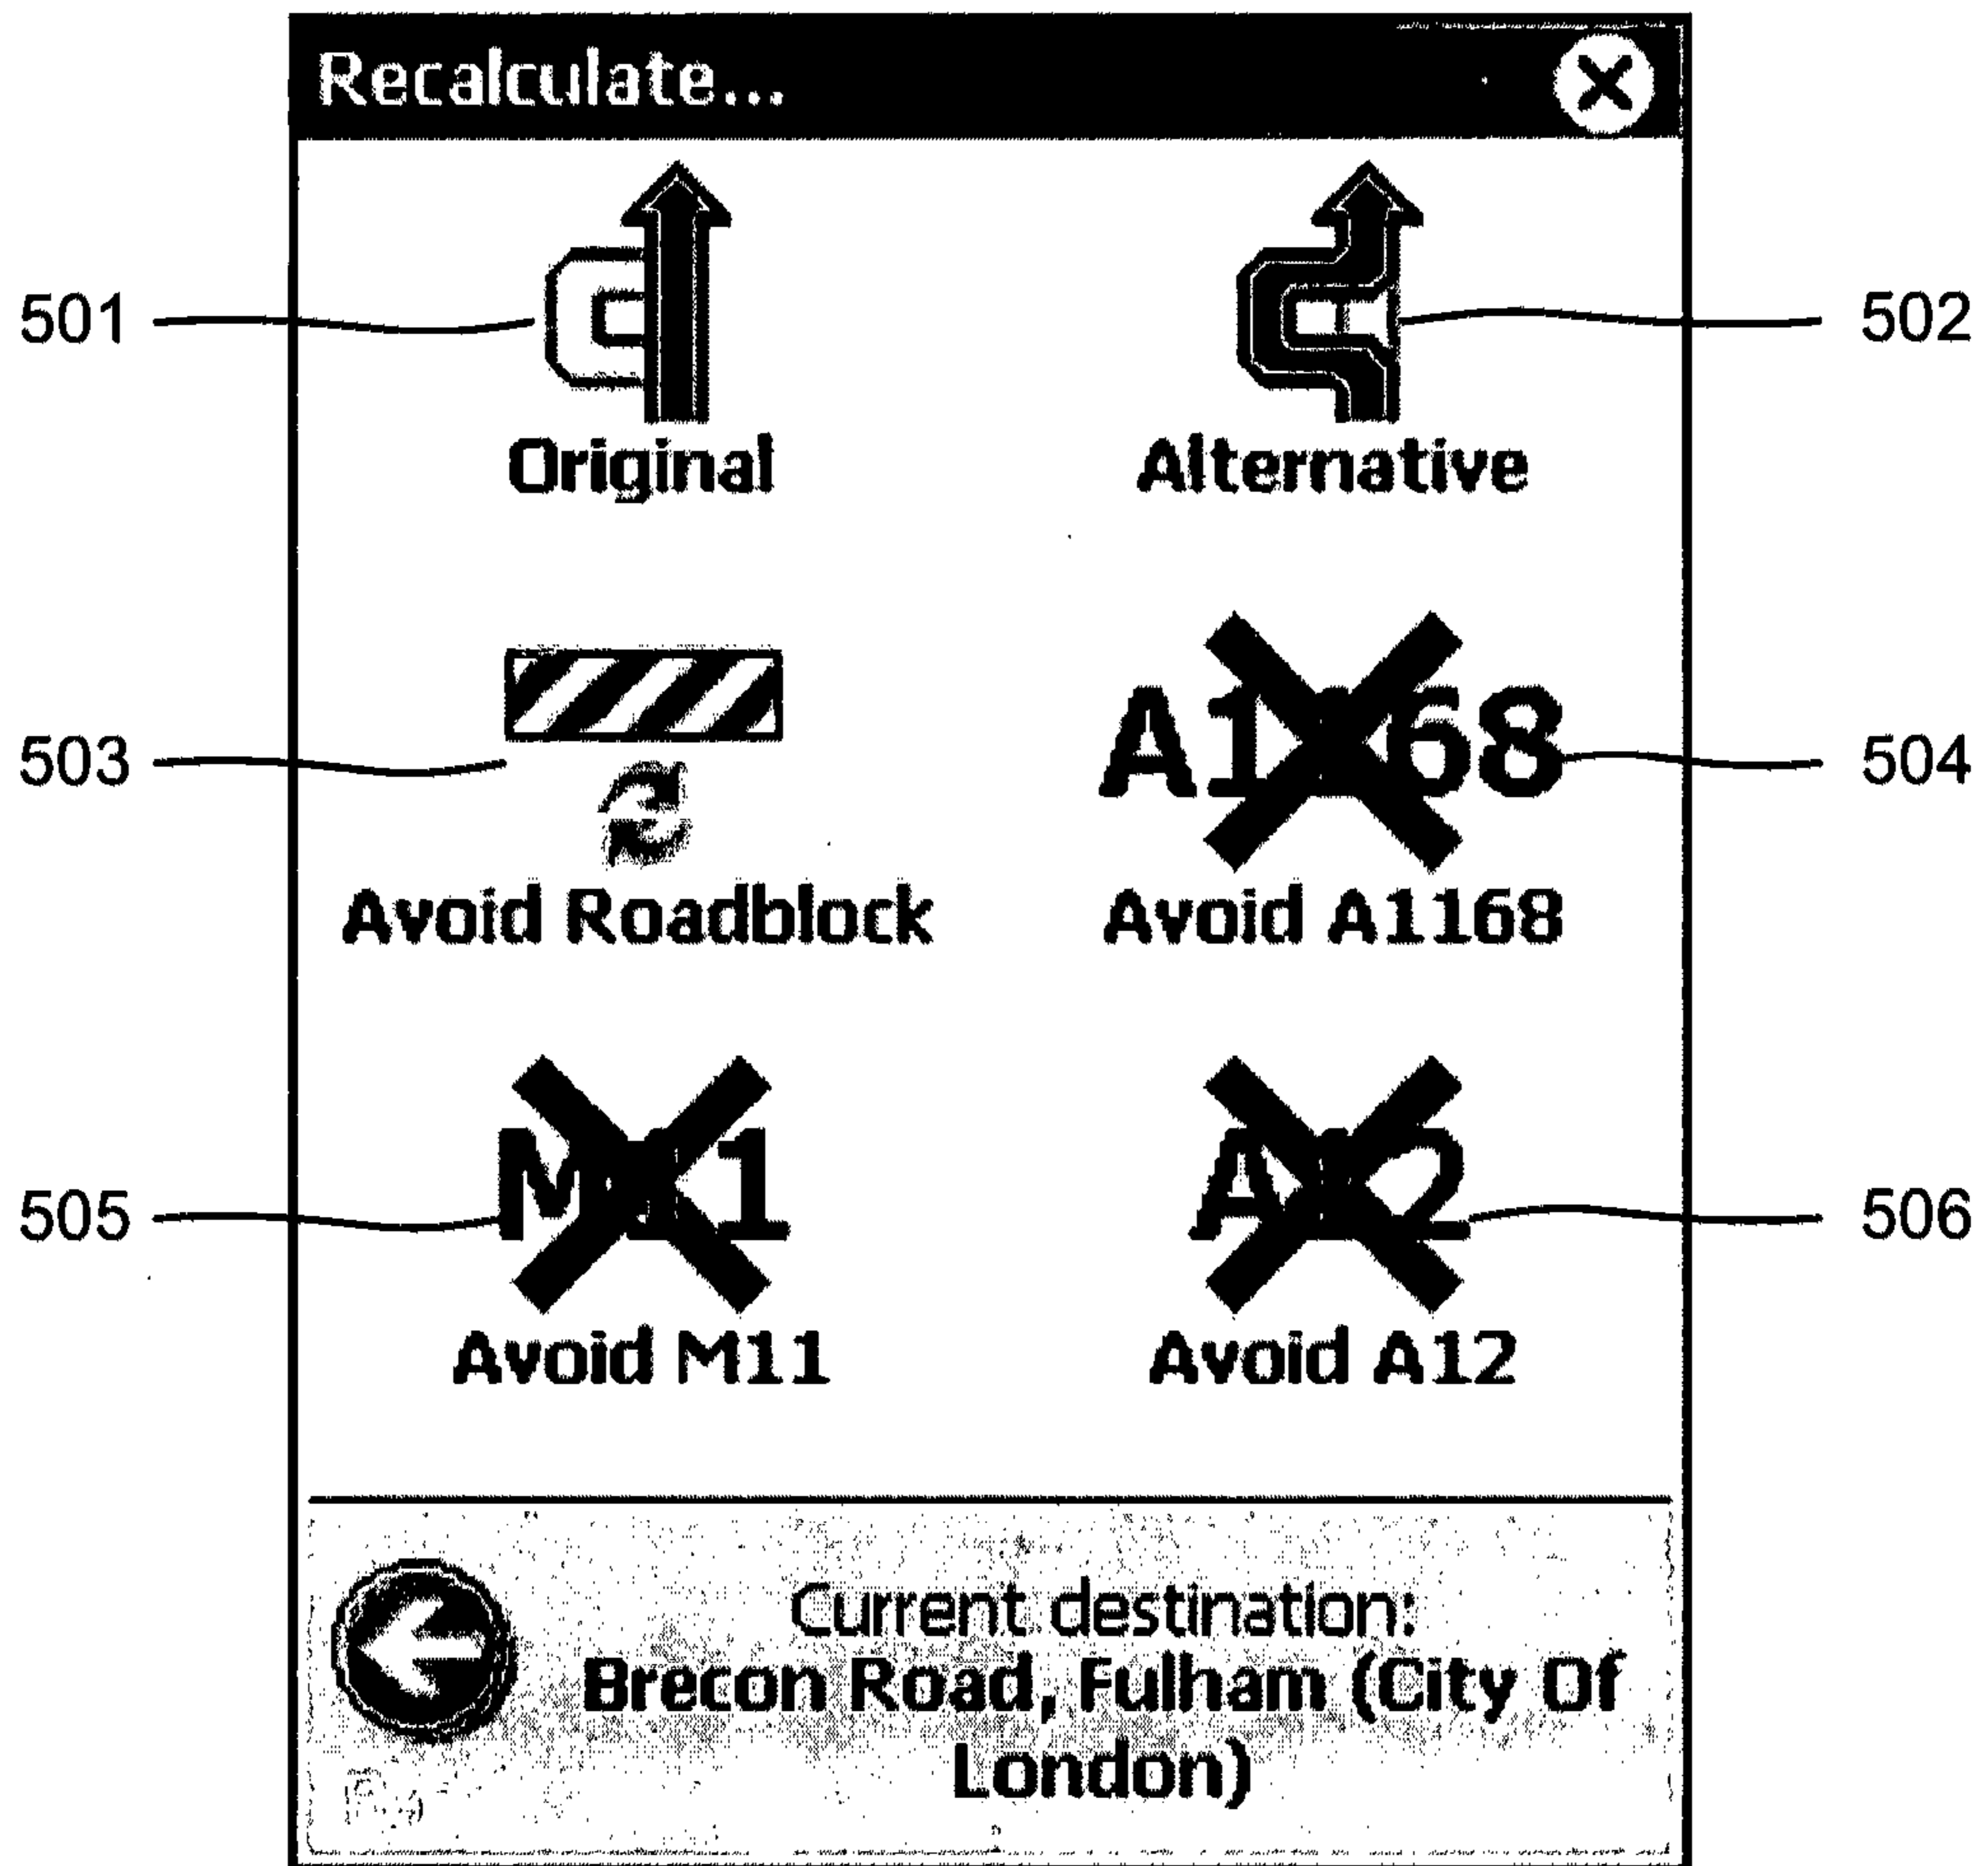 Recalculate...
501
502
Original
Alternative
A1168
503
504
Avoid Roadblock
Avoid A1168
M11
A12
505
506
Avoid M11
Avoid A12
Current destination:
Brecon Road, Fulham (City Of
London)